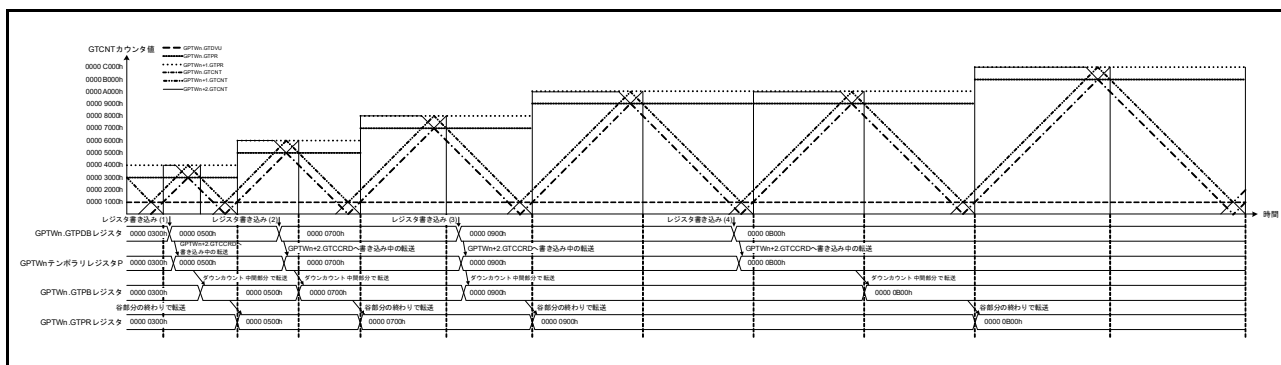 GTCNTカウンタ値
GPTWn.GTDVU
GPTWn.GTPR
GPTWn+1.GTPR
GPTWn.GTCNT
GPTWn+1.GTCNT
GPTWn+2.GTCNT
0000 C000h
0000 B000h
0000 A000h
0000 9000h
0000 8000h
0000 7000h
0000 6000h
0000 5000h
0000 4000h
0000 3000h
0000 2000h
0000 1000h
時間
レジスタ書き込み (1) レジスタ書き込み (2) レジスタ書き込み (3) レジスタ書き込み (4)
GPTWn.GTPDBレジスタ 0000 0300h 0000 0500h 0000 0700h 0000 0900h 0000 0B00h
GPTWn+2.GTCCRDへ
書き込み中の転送
GPTWn+2.GTCCRDへ書き込み中の転送 GPTWn+2.GTCCRDへ書き込み中の転送 GPTWn+2.GTCCRDへ書き込み中の転送
GPTWnテンポラリレジスタP 0000 0300h 0000 0500h 0000 0700h 0000 0900h 0000 0B00h
ダウンカウント中間部分で転送 ダウンカウント中間部分で転送 ダウンカウント中間部分で転送 ダウンカウント中間部分で転送
GPTWn.GTPBレジスタ 0000 0300h 0000 0500h 0000 0700h 0000 0900h 0000 0B00h
谷部分の終わりで転送 谷部分の終わりで転送 谷部分の終わりで転送 谷部分の終わりで転送
GPTWn.GTPRレジスタ 0000 0300h 0000 0500h 0000 0700h 0000 0900h 0000 0B00h